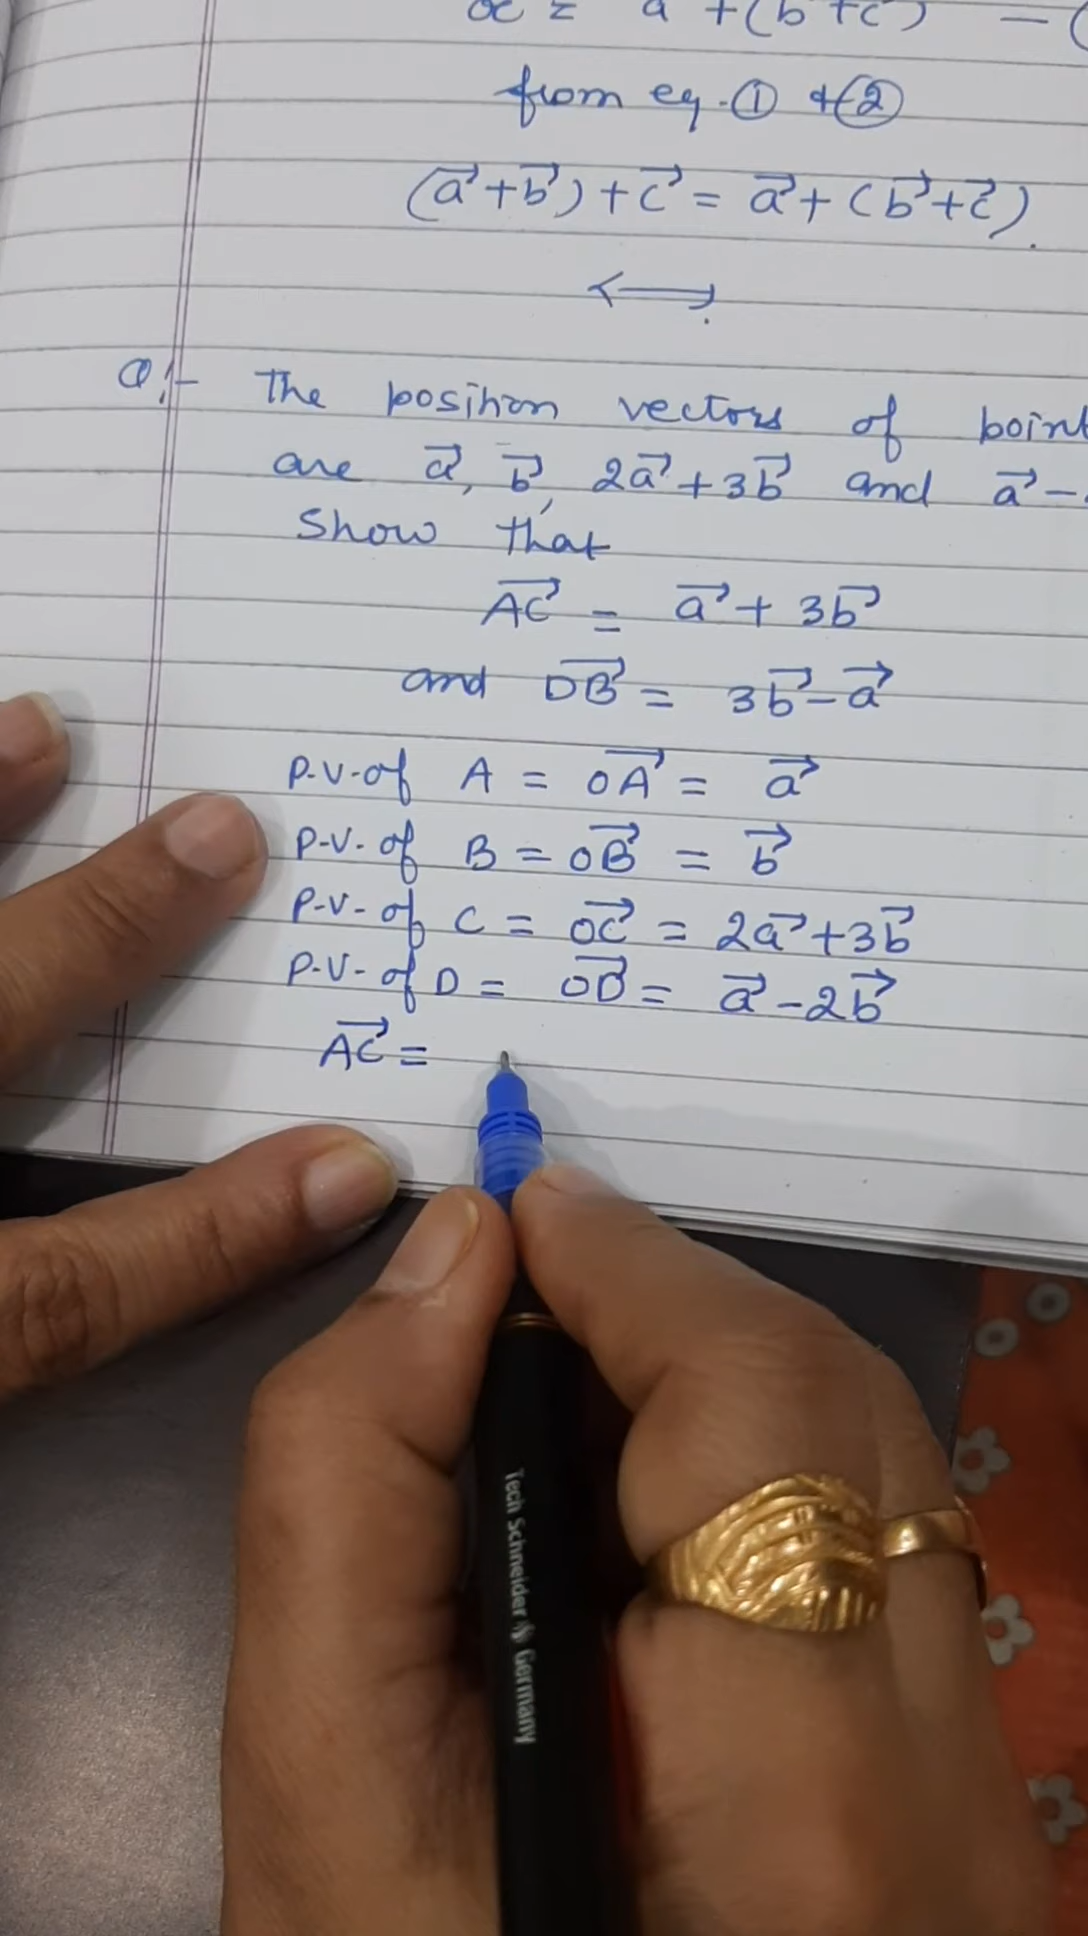 = a + (b + c) —
from eq. ① & ②
(a⃗ + b⃗) + c⃗ = a⃗ + (b⃗ + c⃗).
Q:- The position vectors of point
are a⃗, b⃗, 2a⃗ + 3b⃗ and a⃗ -
Show that
AC⃗ = a⃗ + 3b⃗
and DB⃗ = 3b⃗ - a⃗
P.V. of A = OA⃗ = a⃗
P.V. of B = OB⃗ = b⃗
P.V. of C = OC⃗ = 2a⃗ + 3b⃗
P.V. of D = OD⃗ = a⃗ - 2b⃗
AC⃗ =
Tech Schneider Germany